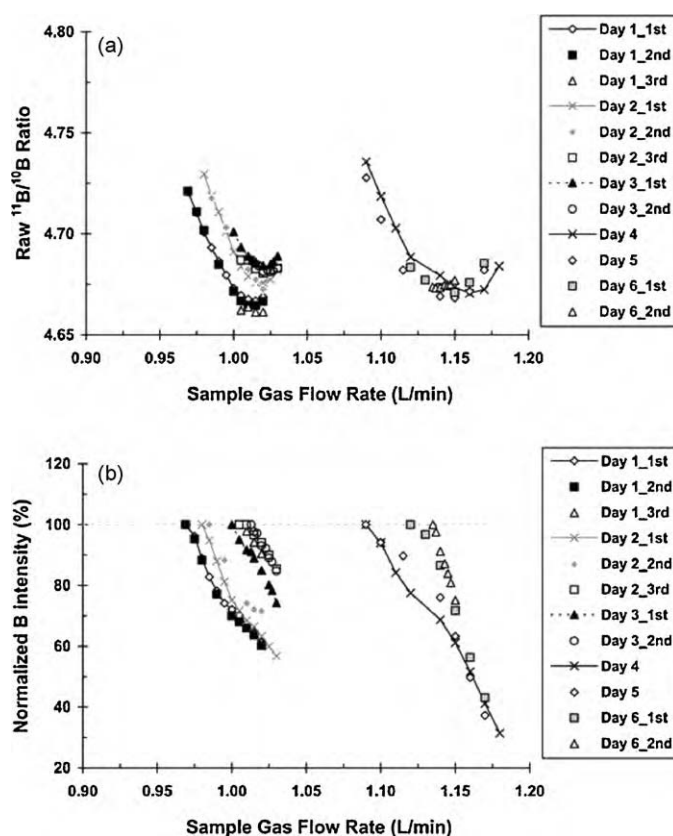 (a)
Raw ¹¹B/¹⁰B Ratio
4.80
4.75
4.70
4.65
0.90 0.95 1.00 1.05 1.10 1.15 1.20
Sample Gas Flow Rate (L/min)
Day 1_1st
Day 1_2nd
Day 1_3rd
Day 2_1st
Day 2_2nd
Day 2_3rd
Day 3_1st
Day 3_2nd
Day 4
Day 5
Day 6_1st
Day 6_2nd
(b)
Normalized B intensity (%)
120
100
80
60
40
20
0.90 0.95 1.00 1.05 1.10 1.15 1.20
Sample Gas Flow Rate (L/min)
Day 1_1st
Day 1_2nd
Day 1_3rd
Day 2_1st
Day 2_2nd
Day 2_3rd
Day 3_1st
Day 3_2nd
Day 4
Day 5
Day 6_1st
Day 6_2nd